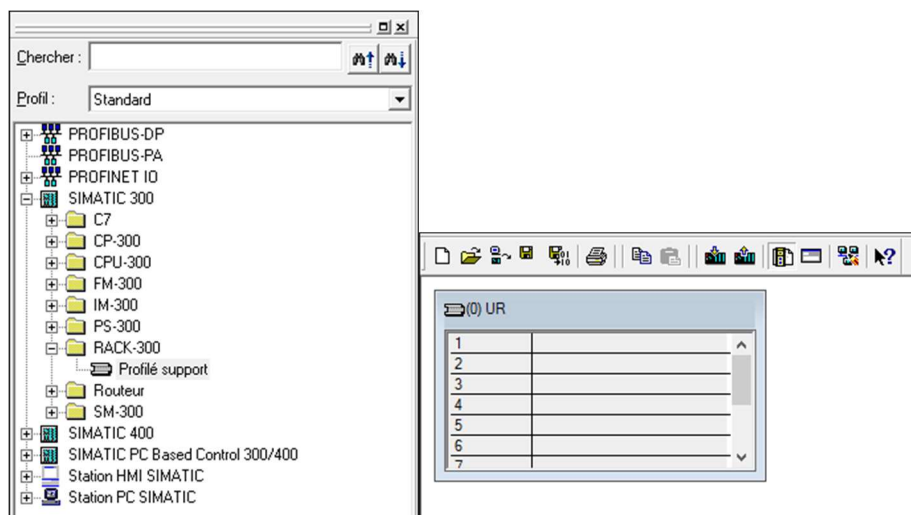 Chercher :
Profil : Standard
PROFIBUS-DP
PROFIBUS-PA
PROFINET IO
SIMATIC 300
C7
CP-300
CPU-300
FM-300
IM-300
PS-300
RACK-300
Profilé support
Routeur
SM-300
SIMATIC 400
SIMATIC PC Based Control 300/400
Station HMI SIMATIC
Station PC SIMATIC
(0) UR
1
2
3
4
5
6
7